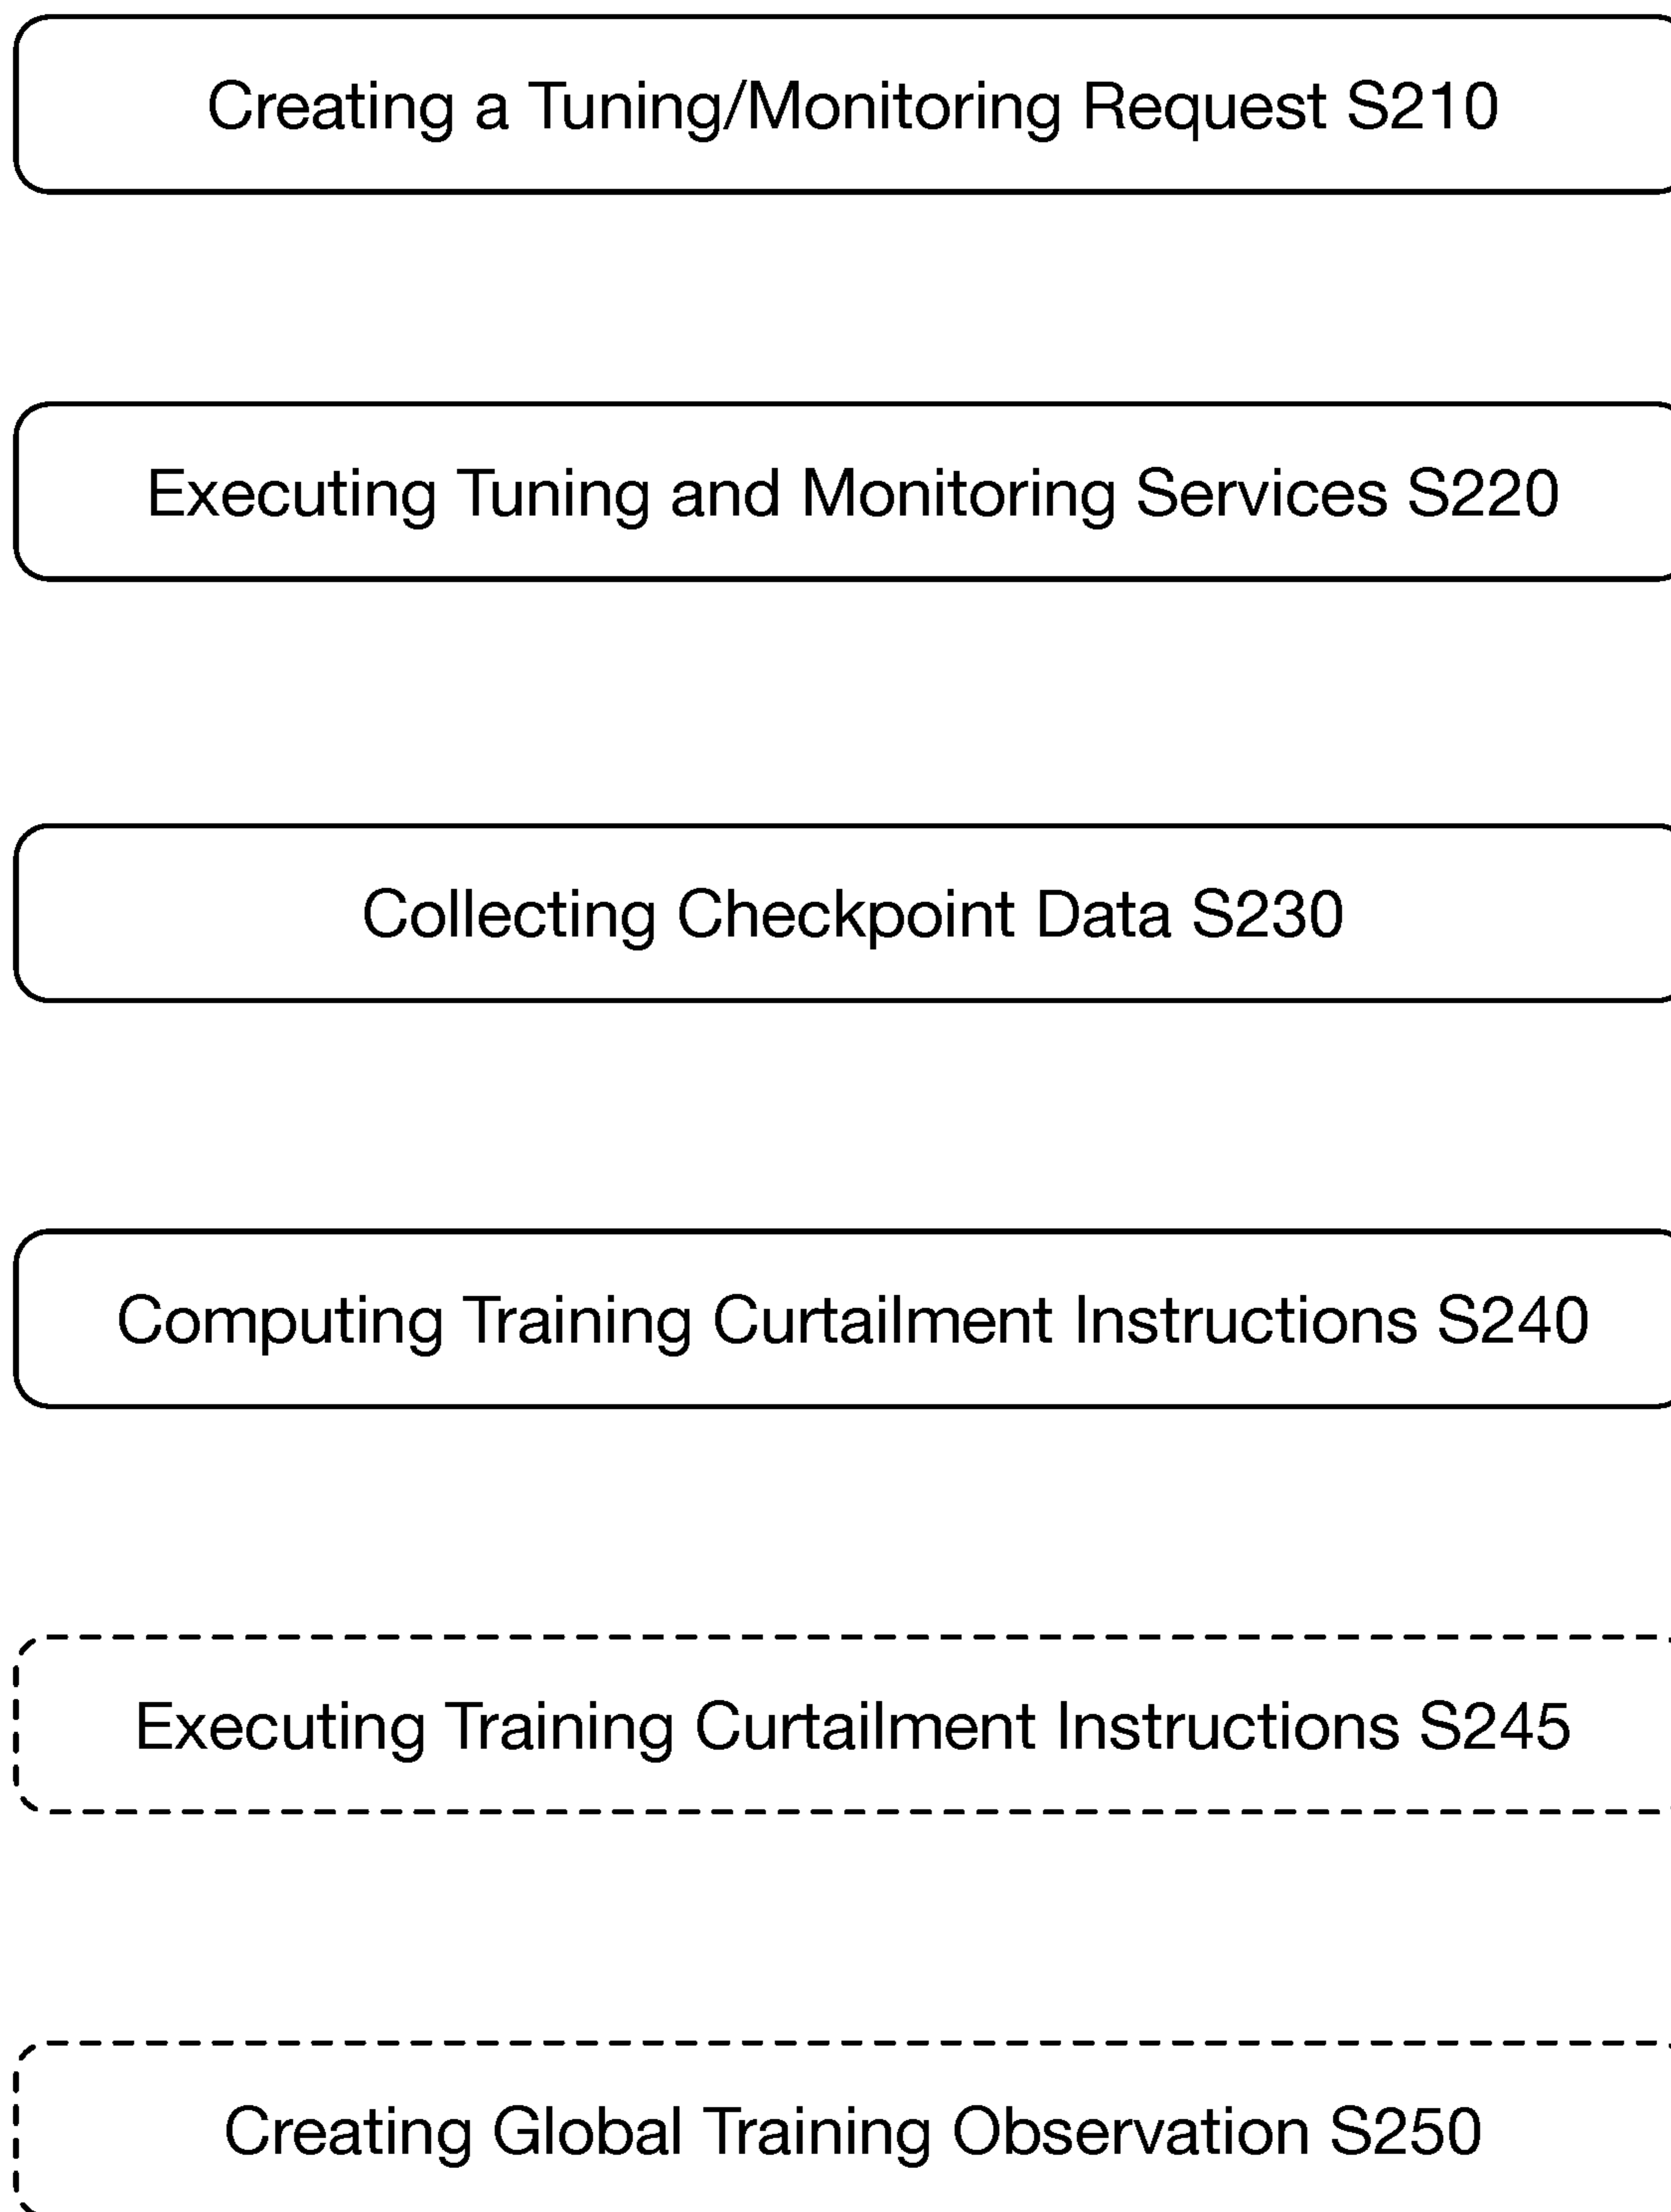 Creating a Tuning/Monitoring Request S210
Executing Tuning and Monitoring Services S220
Collecting Checkpoint Data S230
Computing Training Curtailment Instructions S240
Executing Training Curtailment Instructions S245
Creating Global Training Observation S250